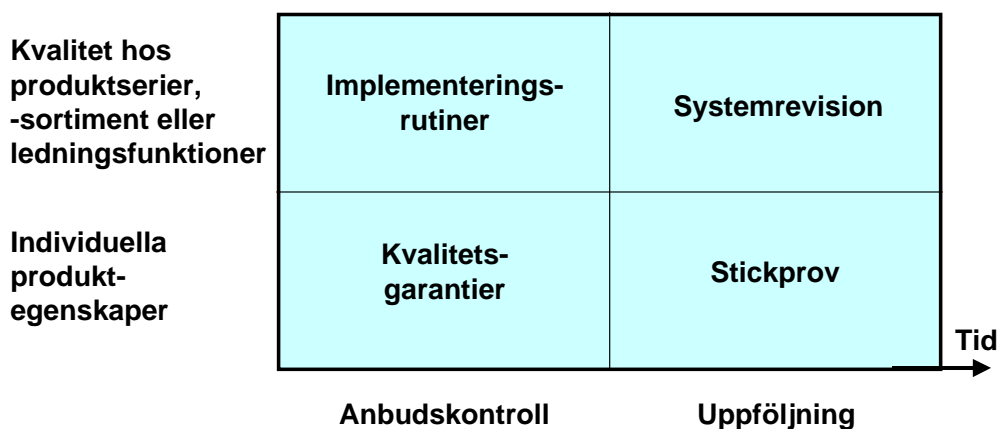 Kvalitet hos
produktserier,
-sortiment eller
ledningsfunktioner
Implementerings-
rutiner
Systemrevision
Individuella
produkt-
egenskaper
Kvalitets-
garantier
Stickprov
Tid
Anbudskontroll
Uppföljning